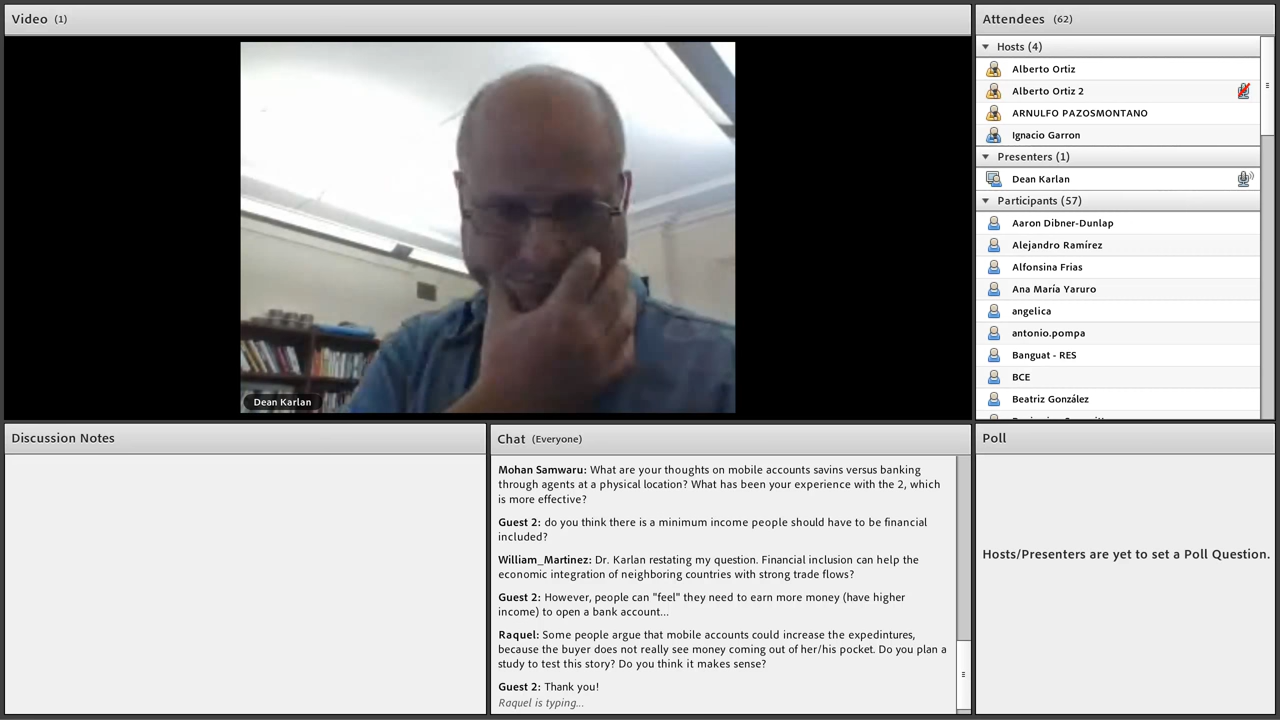 Video (1)
Dean Karlan
Attendees (62)
Hosts (4)
Alberto Ortiz
Alberto Ortiz 2
ARNULFO PAZOSMONTANO
Ignacio Garron
Presenters (1)
Dean Karlan
Participants (57)
Aaron Dibner-Dunlap
Alejandro Ramírez
Alfonsina Frias
Ana María Yaruro
angelica
antonio.pompa
Banguat - RES
BCE
Beatriz González
Discussion Notes
Chat (Everyone)
Mohan Samwaru: What are your thoughts on mobile accounts savins versus banking
through agents at a physical location? What has been your experience with the 2, which
is more effective?
Guest 2: do you think there is a minimum income people should have to be financial
included?
William_Martinez: Dr. Karlan restating my question. Financial inclusion can help the
economic integration of neighboring countries with strong trade flows?
Guest 2: However, people can "feel" they need to earn more money (have higher
income) to open a bank account...
Raquel: Some people argue that mobile accounts could increase the expedintures,
because the buyer does not really see money coming out of her/his pocket. Do you plan a
study to test this story? Do you think it makes sense?
Guest 2: Thank you!
Raquel is typing...
Poll
Hosts/Presenters are yet to set a Poll Question.